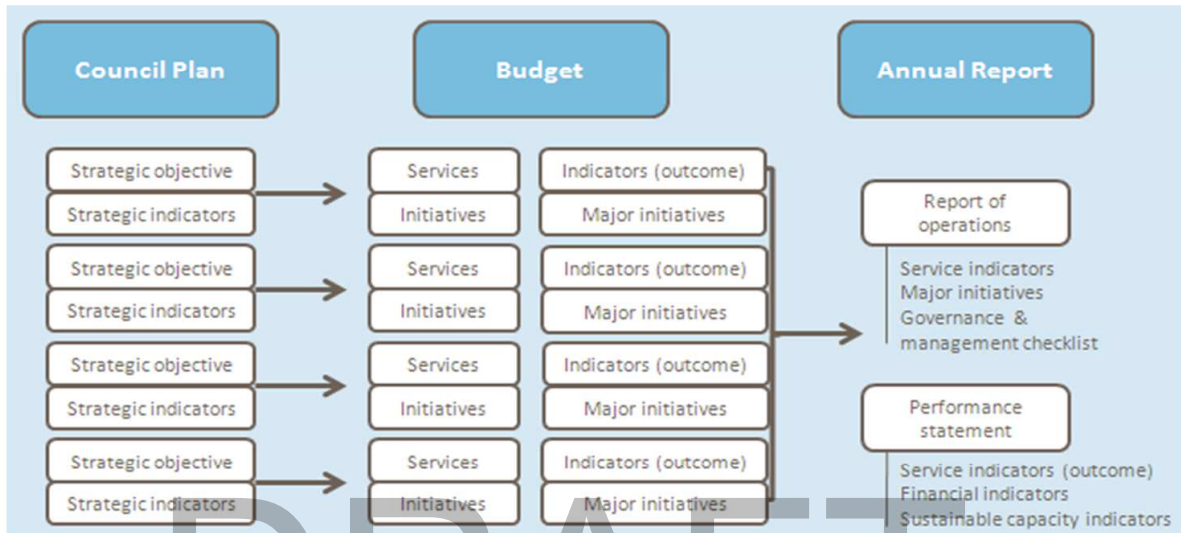 Council Plan
Budget
Annual Report
Strategic objective
Strategic indicators
Services
Initiatives
Indicators (outcome)
Major initiatives
Strategic objective
Strategic indicators
Services
Initiatives
Indicators (outcome)
Major initiatives
Strategic objective
Strategic indicators
Services
Initiatives
Indicators (outcome)
Major initiatives
Strategic objective
Strategic indicators
Services
Initiatives
Indicators (outcome)
Major initiatives
Report of
operations
Service indicators
Major initiatives
Governance &
management checklist
Performance
statement
Service indicators (outcome)
Financial indicators
Sustainable capacity indicators
DRAFT